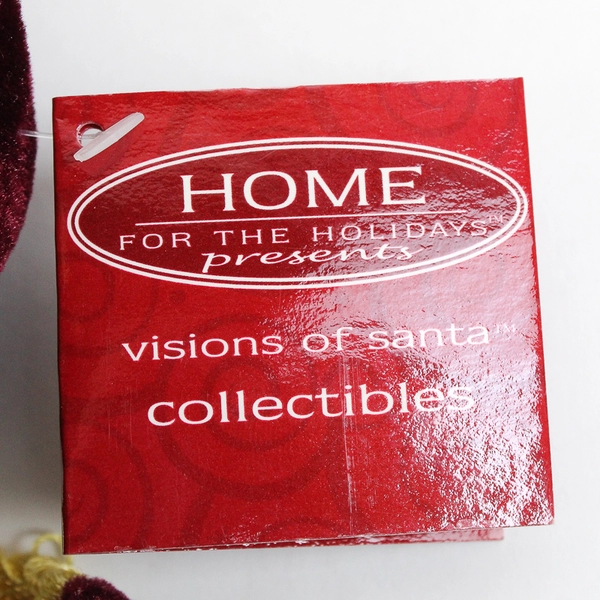 HOME
FOR THE HOLIDAYS™
presents
visions of santa™
collectibles